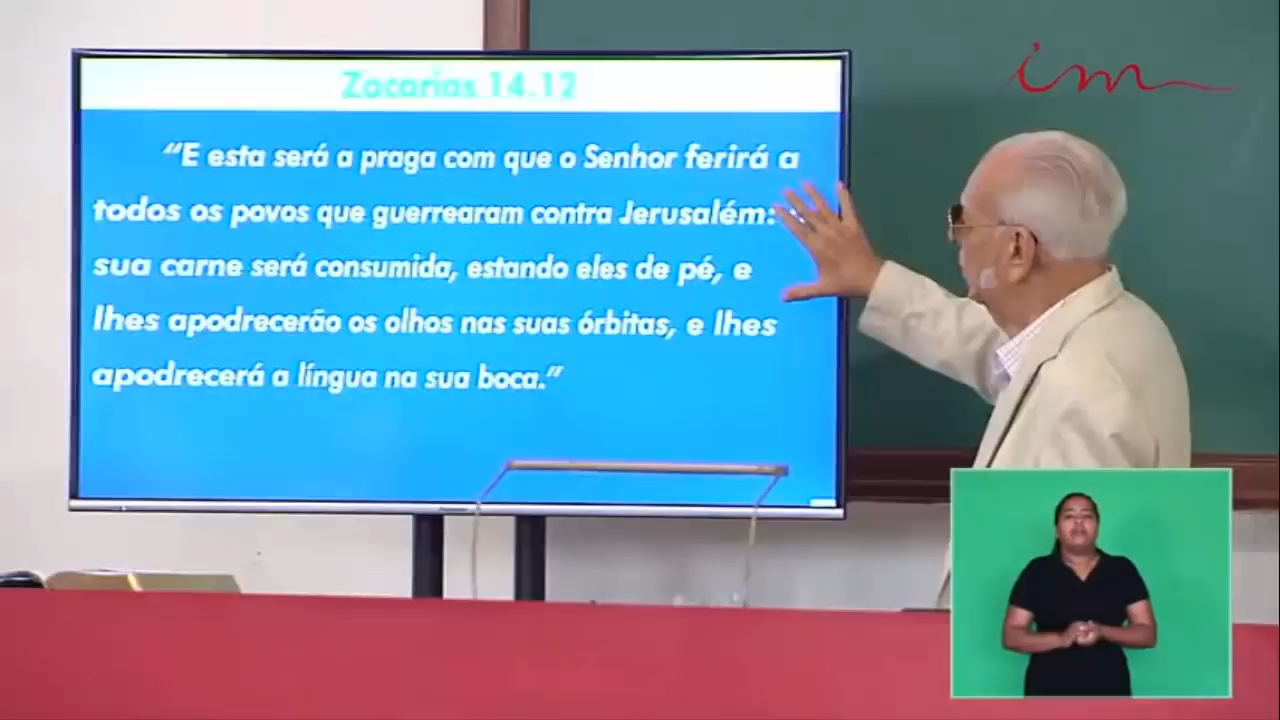 im
Zacarias 14.12
“E esta será a praga com que o Senhor ferirá a
todos os povos que guerrearam contra Jerusalém:
sua carne será consumida, estando eles de pé, e
lhes apodrecerão os olhos nas suas órbitas, e lhes
apodrecerá a língua na sua boca.”